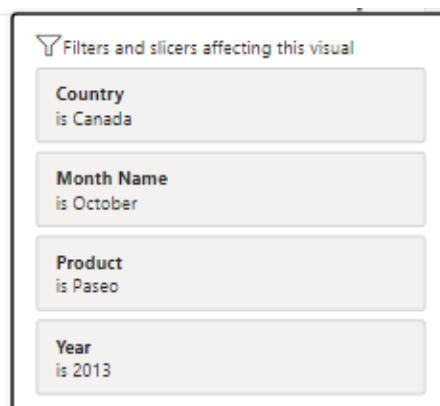 Filters and slicers affecting this visual
Country
is Canada
Month Name
is October
Product
is Paseo
Year
is 2013